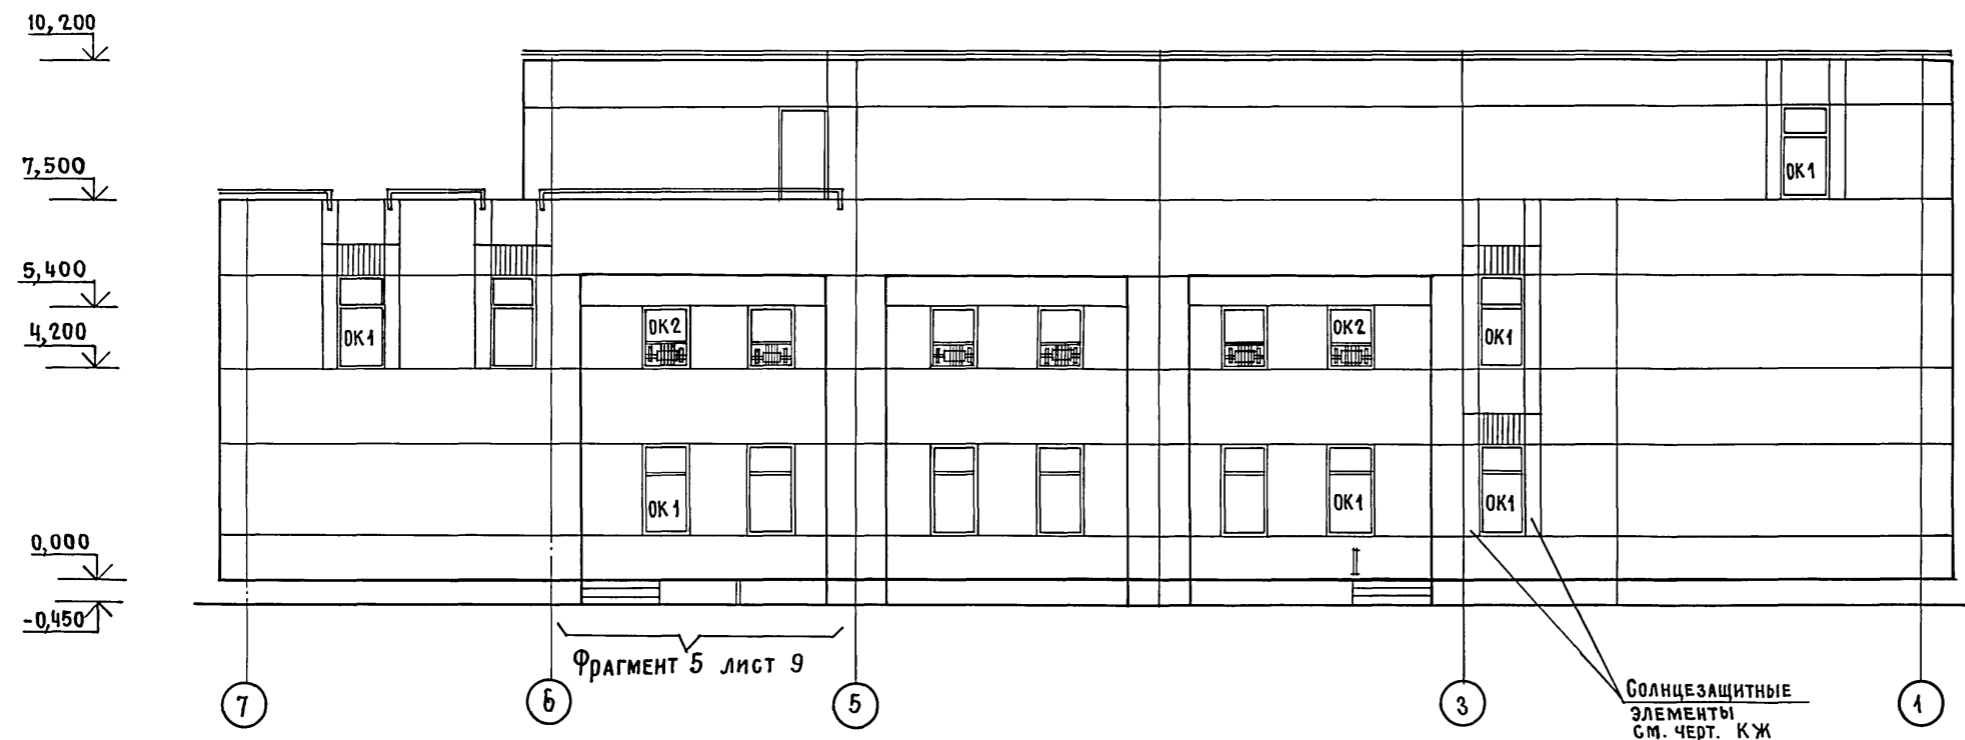 10,200
7,500
5,400
4,200
0,000
-0,450
ОК1
ОК1
ОК2
ОК2
ОК1
ОК1
ОК1
ОК1
Фрагмент 5 лист 9
7
6
5
3
1
Солнцезащитные
элементы
см. черт. КЖ